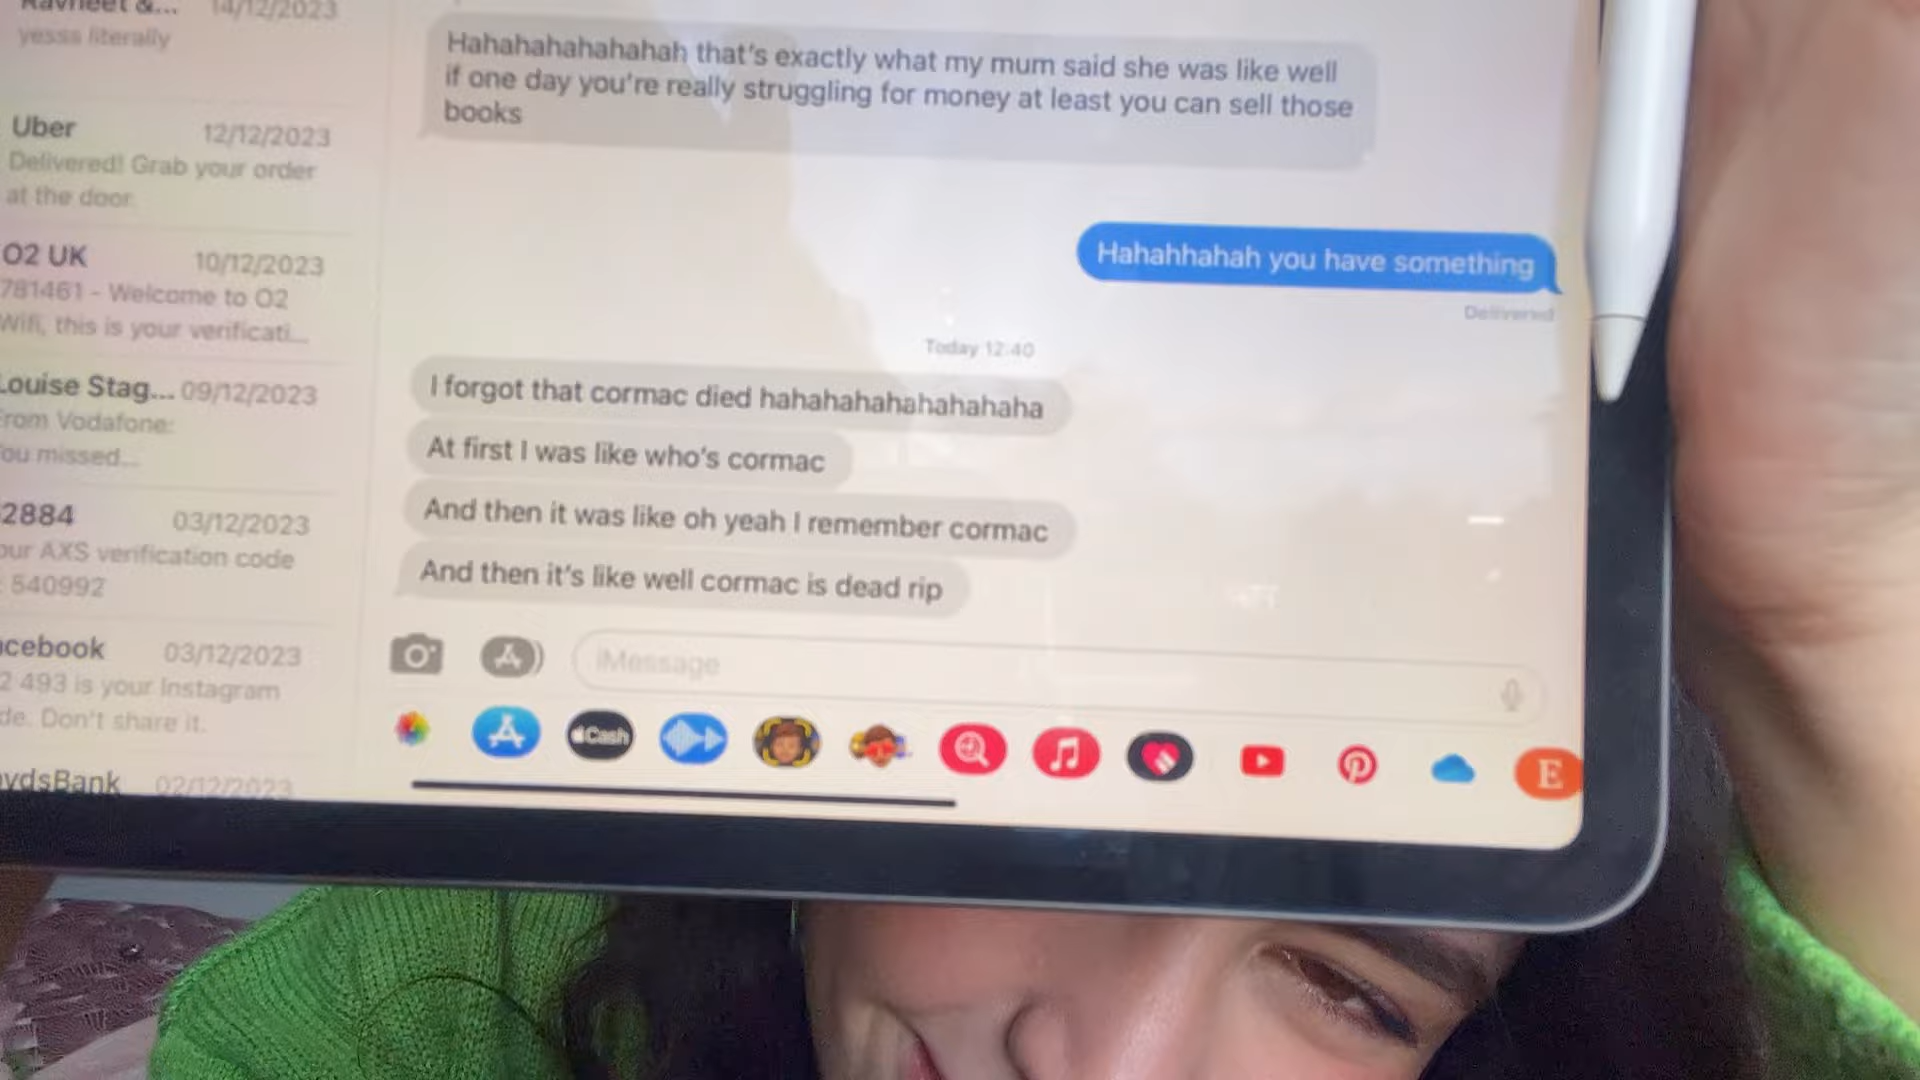 14/12/2023
yesss literally
Uber 12/12/2023
Delivered! Grab your order
at the door.
O2 UK 10/12/2023
781461 - Welcome to O2
Wifi, this is your verificati...
Louise Stag... 09/12/2023
From Vodafone:
You missed...
2884 03/12/2023
our AXS verification code
: 540992
acebook 03/12/2023
2 493 is your Instagram
de. Don't share it.
ydsBank 02/12/2023
Hahahahahahahah that's exactly what my mum said she was like well
if one day you're really struggling for money at least you can sell those
books
Hahahhahah you have something
Delivered
Today 12:40
I forgot that cormac died hahahahahahahahaha
At first I was like who's cormac
And then it was like oh yeah I remember cormac
And then it's like well cormac is dead rip
iMessage
Cash
E